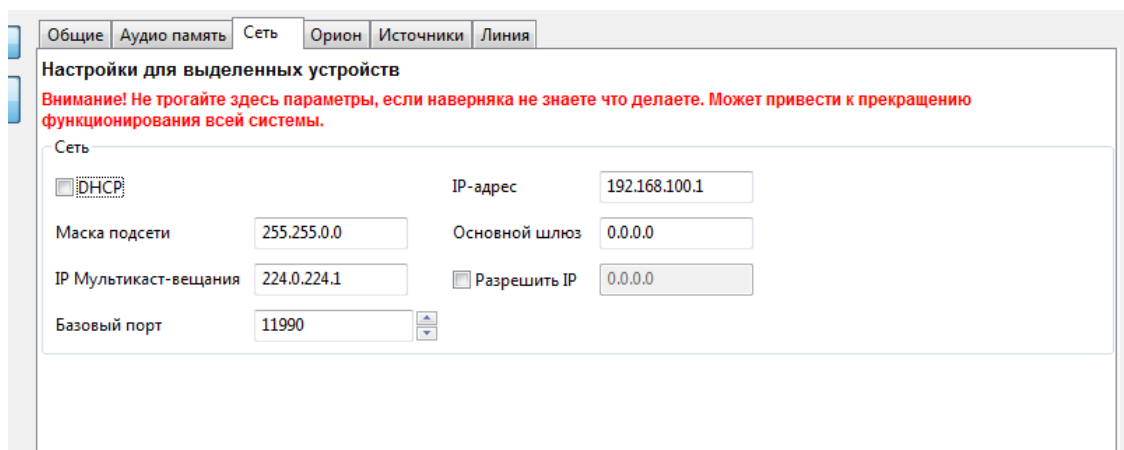 Общие Аудио память Сеть Орион Источники Линия
Настройки для выделенных устройств
Внимание! Не трогайте здесь параметры, если наверняка не знаете что делаете. Может привести к прекращению
функционирования всей системы.
Сеть
DHCP IP-адрес 192.168.100.1
Маска подсети 255.255.0.0 Основной шлюз 0.0.0.0
IP Мультикаст-вещания 224.0.224.1 Разрешить IP 0.0.0.0
Базовый порт 11990